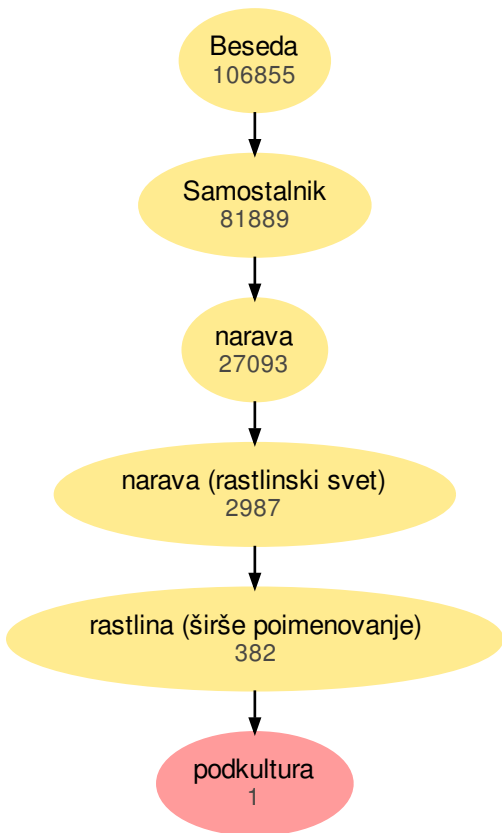 Beseda
106855
Samostalnik
81889
narava
27093
narava (rastlinski svet)
2987
rastlina (širše poimenovanje)
382
podkultura
1